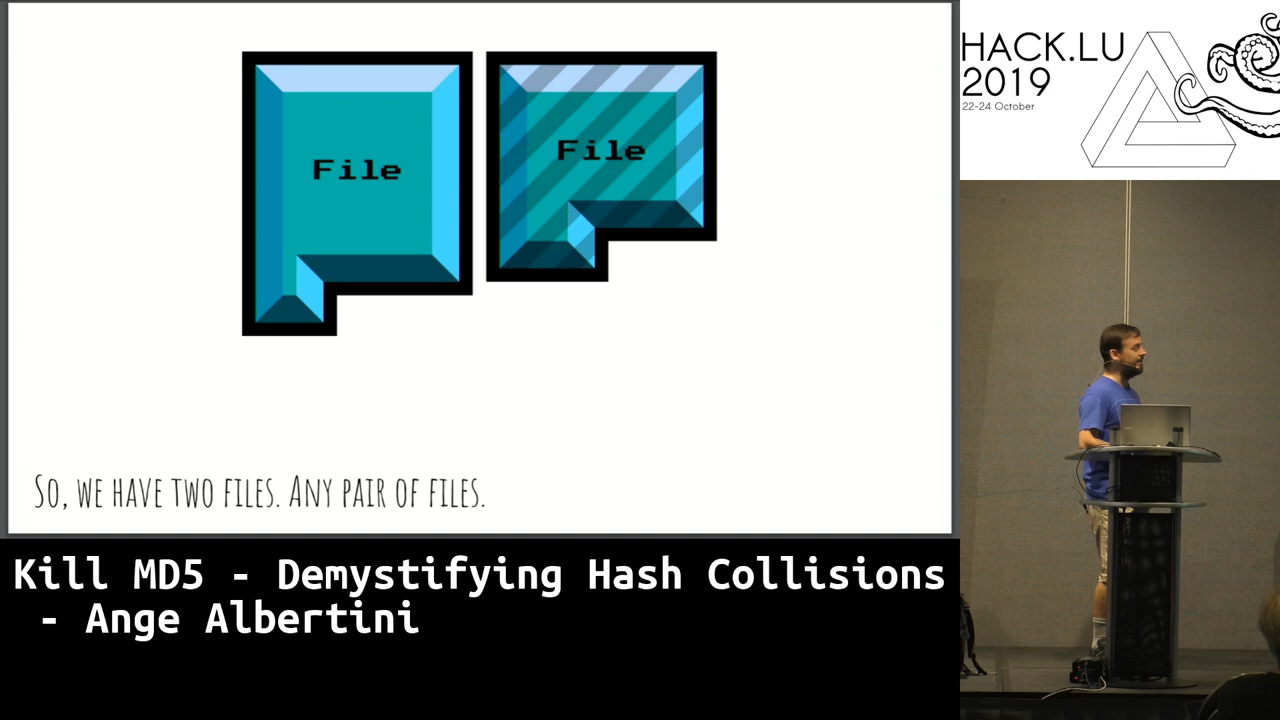 File
File
So, we have two files. Any pair of files.
HACK.LU
2019
22-24 October
Kill MD5 - Demystifying Hash Collisions
- Ange Albertini